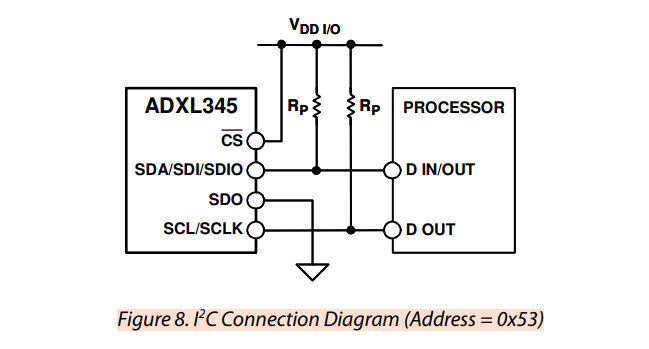 VDD I/O
ADXL345
RP
RP
PROCESSOR
CS
SDA/SDI/SDIO
D IN/OUT
SDO
SCL/SCLK
D OUT
Figure 8. I²C Connection Diagram (Address = 0x53)